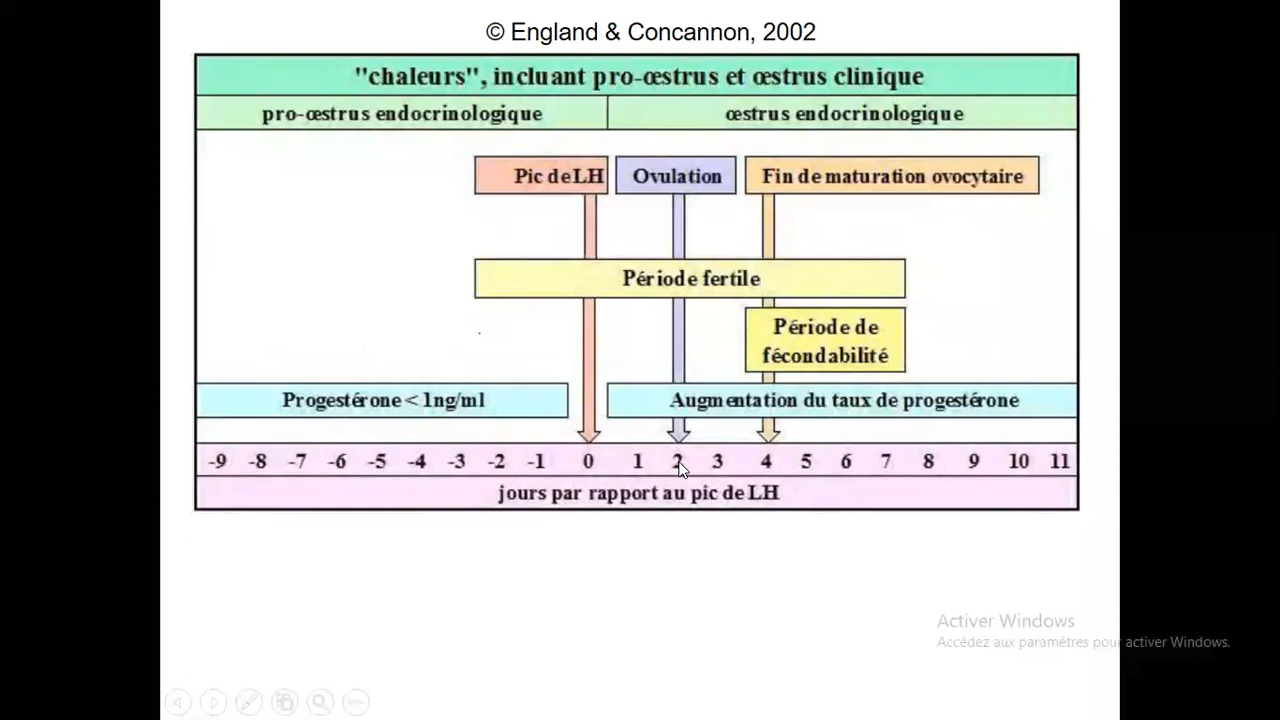 © England & Concannon, 2002
"chaleurs", incluant pro-œstrus et œstrus clinique
pro-œstrus endocrinologique
œstrus endocrinologique
Pic de LH
Ovulation
Fin de maturation ovocytaire
Période fertile
Période de
fécondabilité
Progestérone < 1ng/ml
Augmentation du taux de progestérone
-9 -8 -7 -6 -5 -4 -3 -2 -1 0 1 2 3 4 5 6 7 8 9 10 11
jours par rapport au pic de LH
Activer Windows
Accédez aux paramètres pour activer Windows.